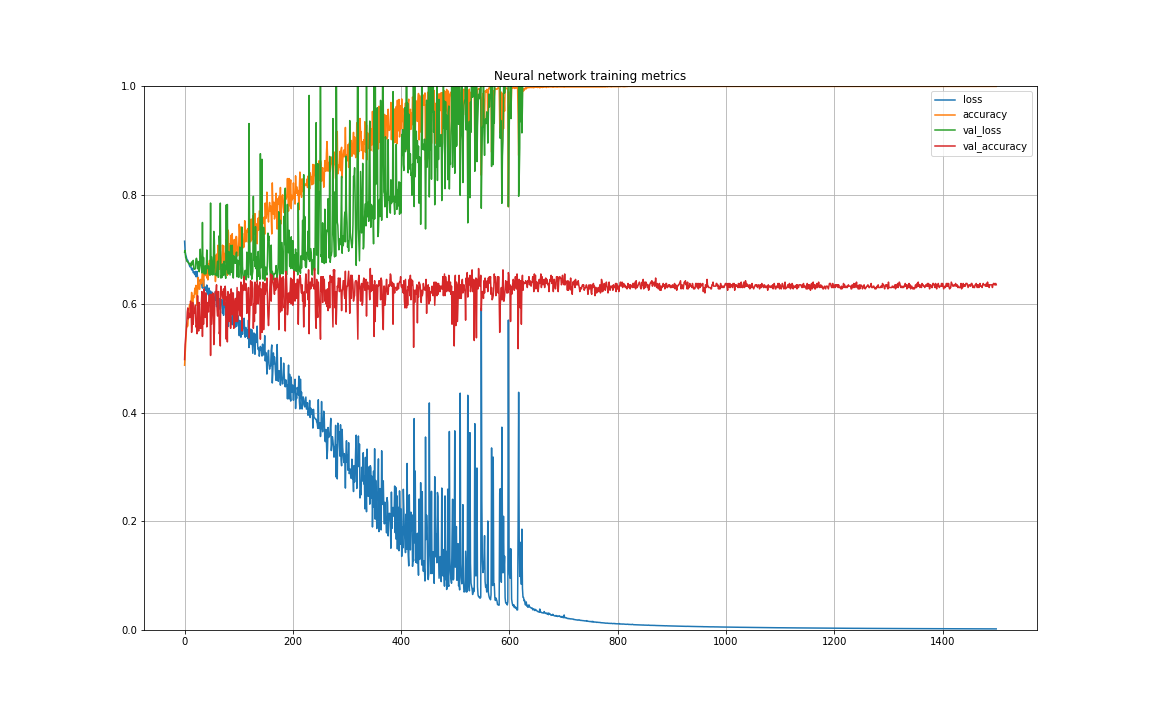 Neural network training metrics
1.0
0.8
0.6
0.4
0.2
0.0
0 200 400 600 800 1000 1200 1400
loss
accuracy
val_loss
val_accuracy